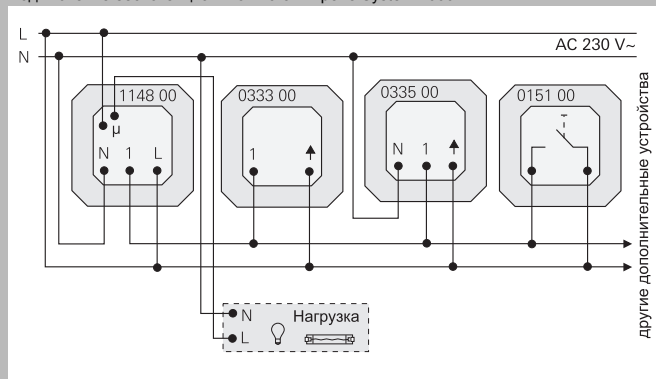 L
N
AC 230 V~
1148 00
µ
N 1 L
0333 00
1
0335 00
N 1
0151 00
другие дополнительные устройства
N Нагрузка
L